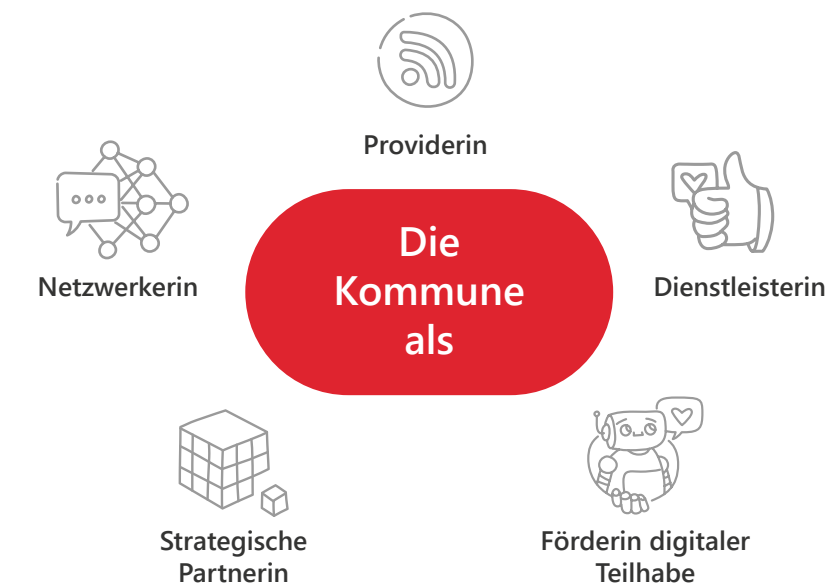 Providerin
Netzwerkerin
Die
Kommune
als
Dienstleisterin
Strategische
Partnerin
Förderin digitaler
Teilhabe